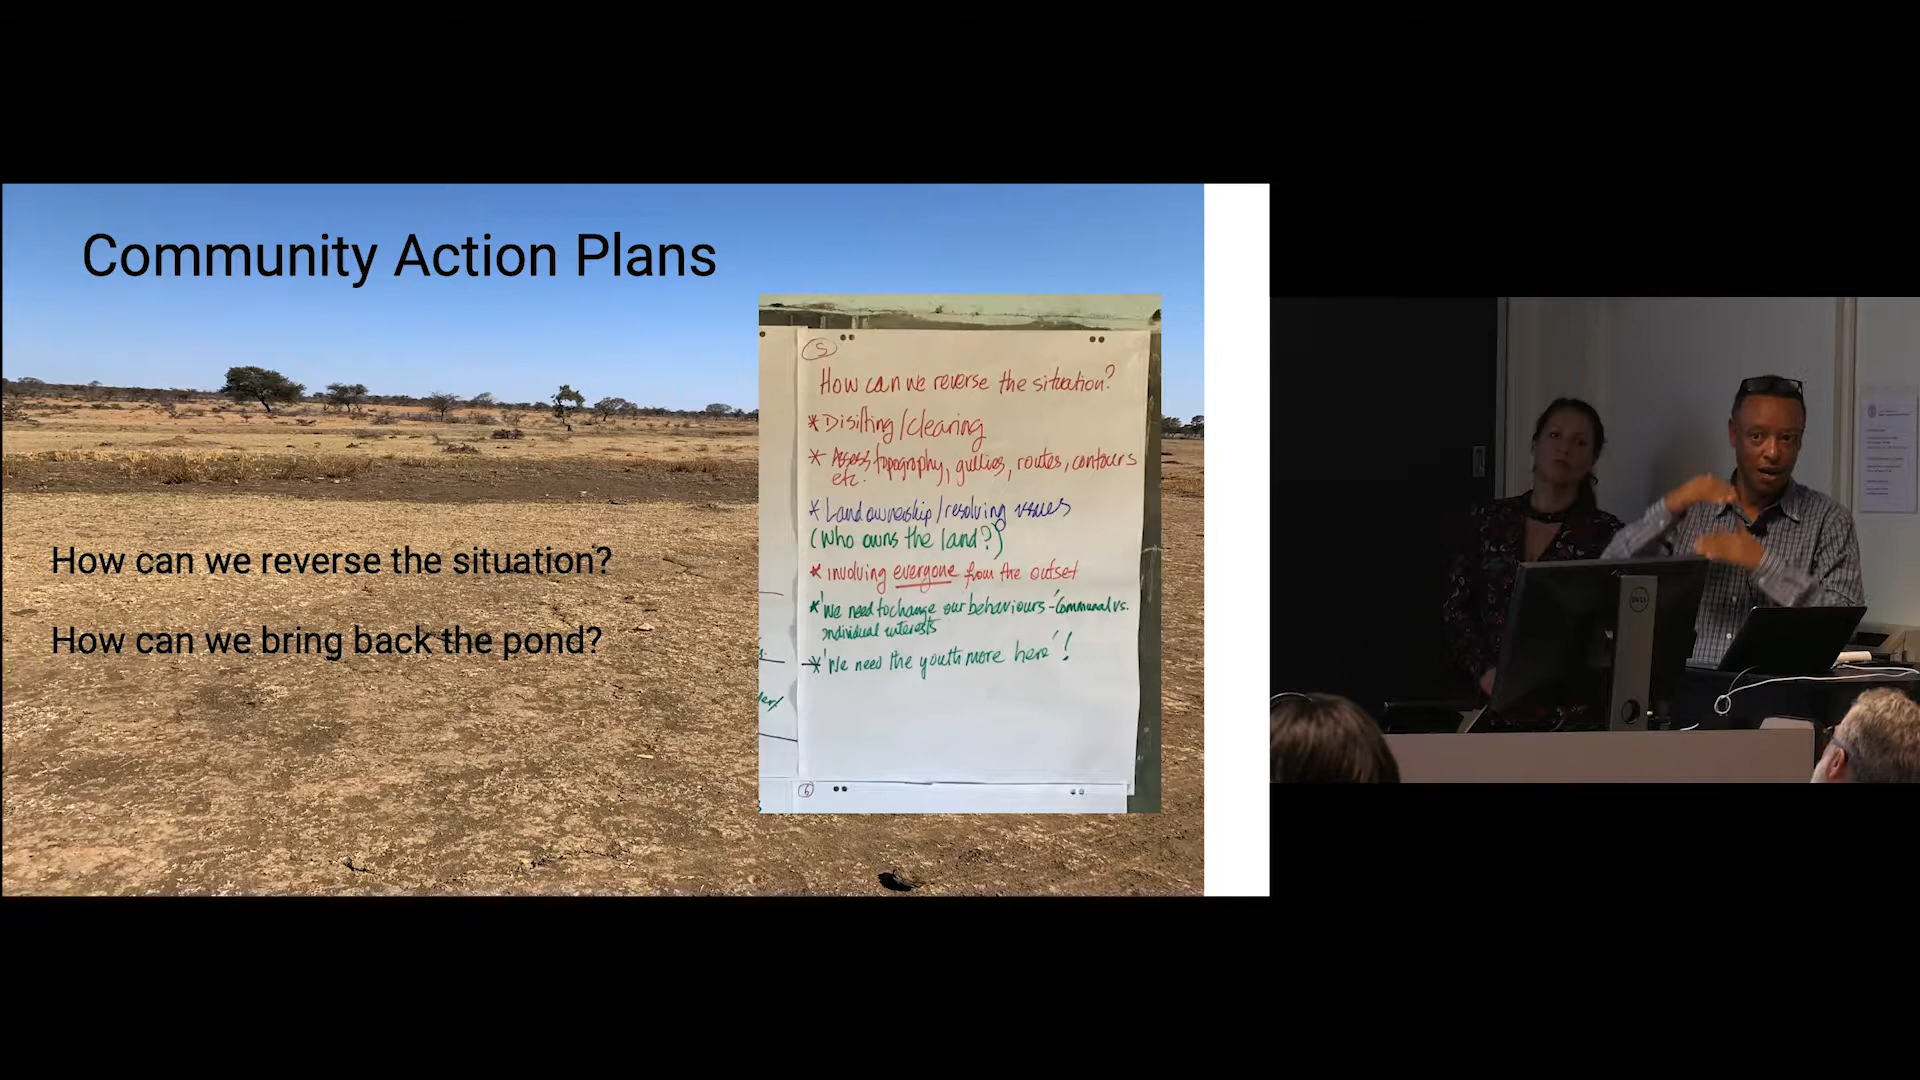 Community Action Plans
How can we reverse the situation?
How can we bring back the pond?
5
How can we reverse the situation?
* Disilting/clearing
* Assess topography, gullies, routes, contours
etc.
* Land ownership/resolving issues
(Who owns the land?)
* involving everyone from the outset
* 'We need to change our behaviours -'Communal vs.
individual interests
* 'We need the youth more here'!
6
DELL